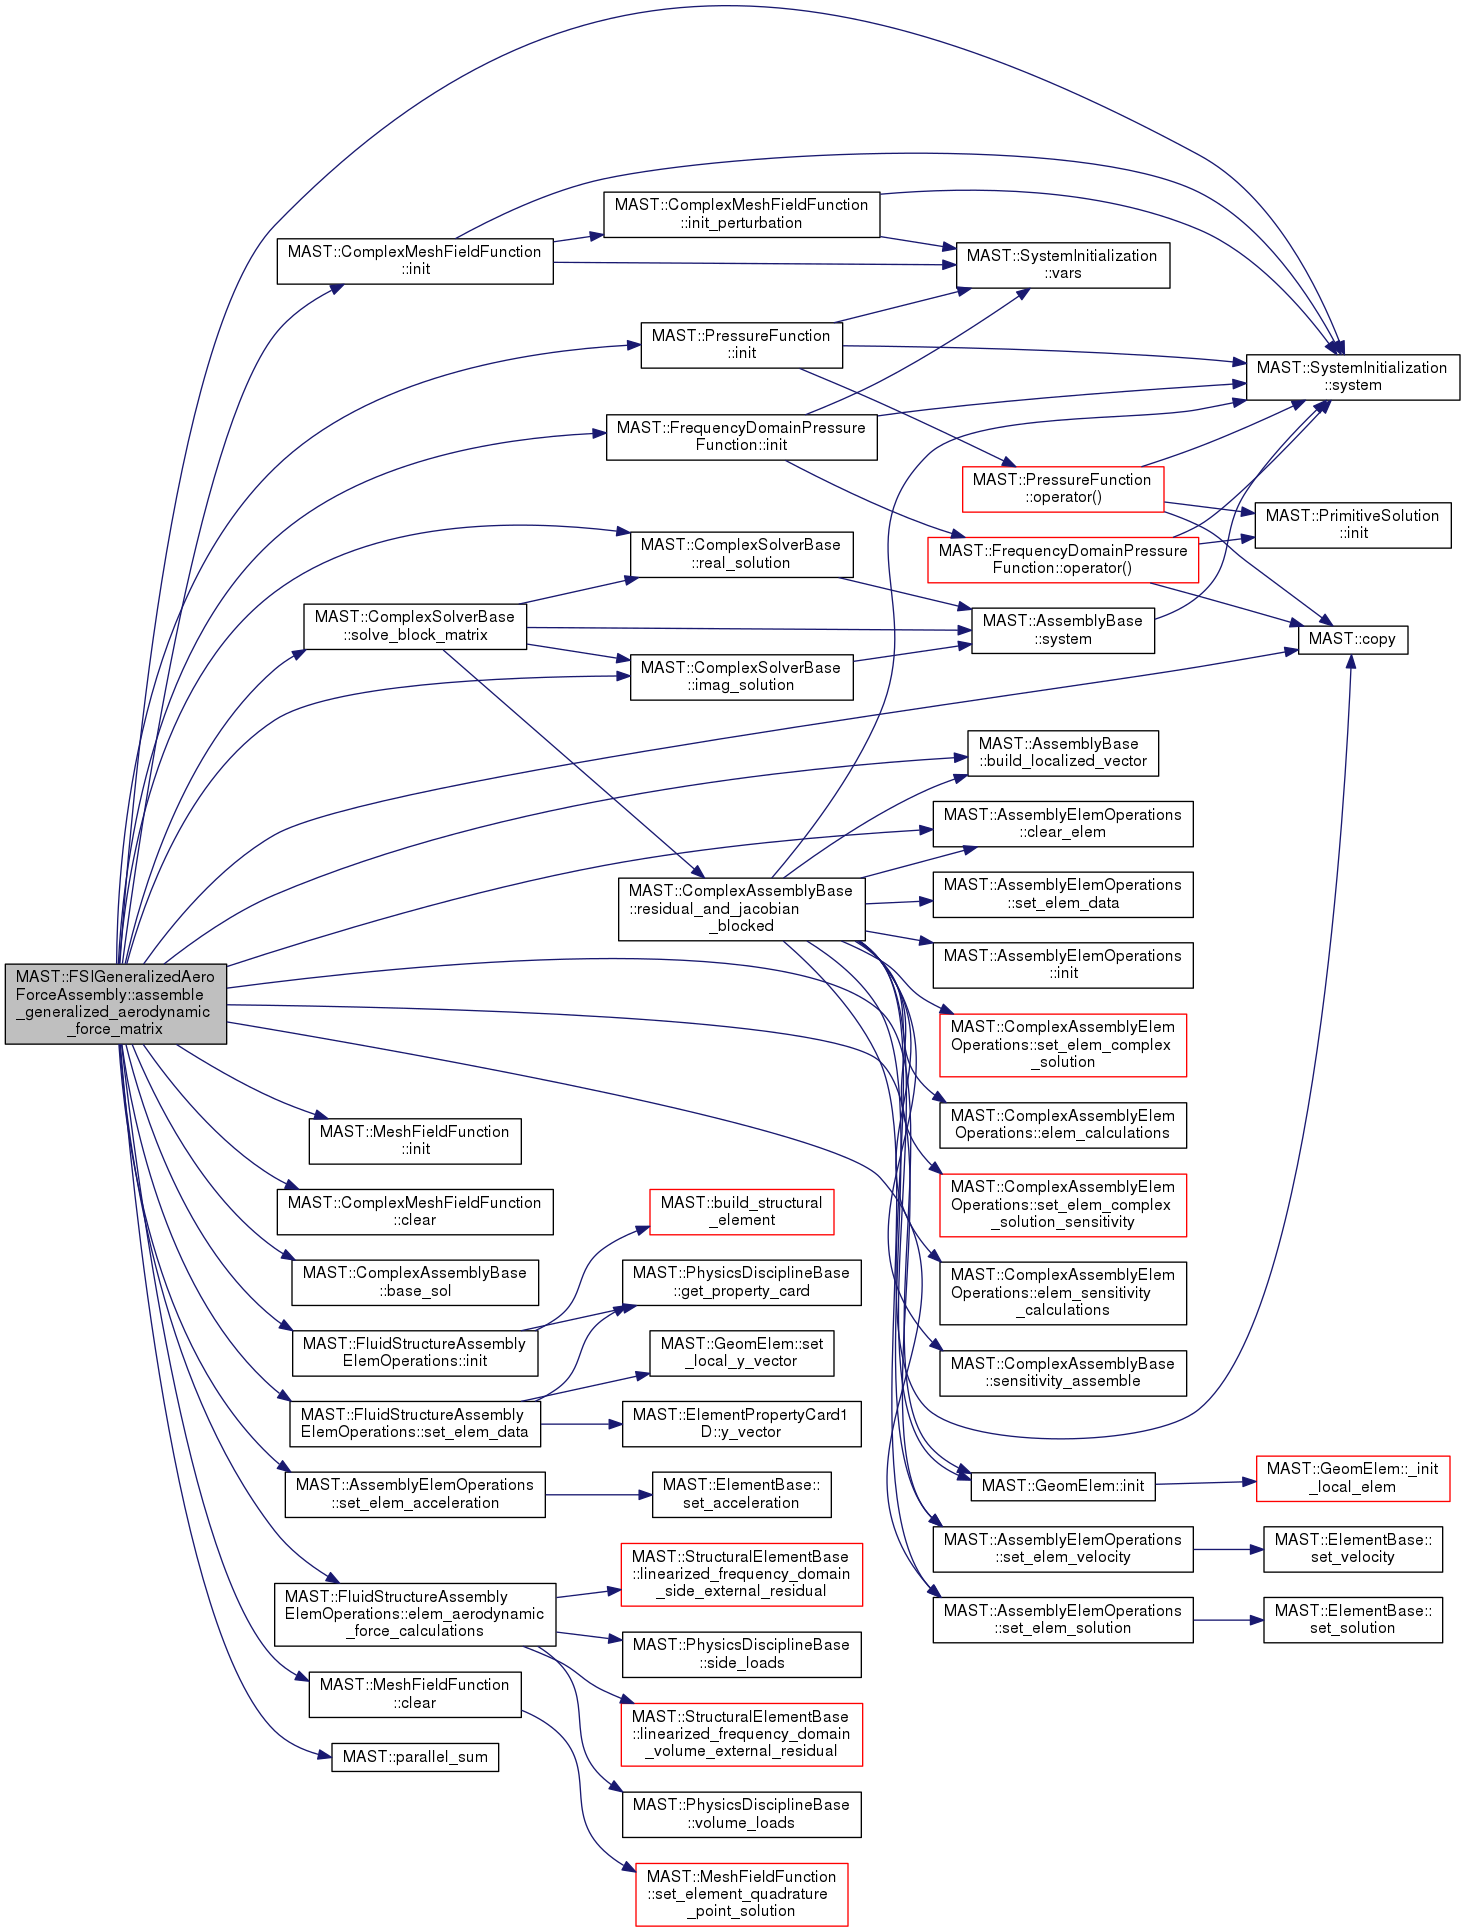 MAST::FSIGeneralizedAero
ForceAssembly::assemble
_generalized_aerodynamic
_force_matrix
MAST::ComplexMeshFieldFunction
::init
MAST::ComplexMeshFieldFunction
::init_perturbation
MAST::SystemInitialization
::vars
MAST::PressureFunction
::init
MAST::SystemInitialization
::system
MAST::FrequencyDomainPressure
Function::init
MAST::PressureFunction
::operator()
MAST::PrimitiveSolution
::init
MAST::FrequencyDomainPressure
Function::operator()
MAST::ComplexSolverBase
::real_solution
MAST::ComplexSolverBase
::solve_block_matrix
MAST::AssemblyBase
::system
MAST::copy
MAST::ComplexSolverBase
::imag_solution
MAST::AssemblyBase
::build_localized_vector
MAST::AssemblyElemOperations
::clear_elem
MAST::ComplexAssemblyBase
::residual_and_jacobian
_blocked
MAST::AssemblyElemOperations
::set_elem_data
MAST::AssemblyElemOperations
::init
MAST::ComplexAssemblyElem
Operations::set_elem_complex
_solution
MAST::ComplexAssemblyElem
Operations::elem_calculations
MAST::MeshFieldFunction
::init
MAST::ComplexAssemblyElem
Operations::set_elem_complex
_solution_sensitivity
MAST::ComplexMeshFieldFunction
::clear
MAST::build_structural
_element
MAST::ComplexAssemblyBase
::base_sol
MAST::PhysicsDisciplineBase
::get_property_card
MAST::ComplexAssemblyElem
Operations::elem_sensitivity
_calculations
MAST::FluidStructureAssembly
ElemOperations::init
MAST::GeomElem::set
_local_y_vector
MAST::ComplexAssemblyBase
::sensitivity_assemble
MAST::FluidStructureAssembly
ElemOperations::set_elem_data
MAST::ElementPropertyCard1
D::y_vector
MAST::AssemblyElemOperations
::set_elem_acceleration
MAST::ElementBase::
set_acceleration
MAST::GeomElem::init
MAST::GeomElem::_init
_local_elem
MAST::AssemblyElemOperations
::set_elem_velocity
MAST::ElementBase::
set_velocity
MAST::FluidStructureAssembly
ElemOperations::elem_aerodynamic
_force_calculations
MAST::StructuralElementBase
::linearized_frequency_domain
_side_external_residual
MAST::AssemblyElemOperations
::set_elem_solution
MAST::ElementBase::
set_solution
MAST::PhysicsDisciplineBase
::side_loads
MAST::MeshFieldFunction
::clear
MAST::StructuralElementBase
::linearized_frequency_domain
_volume_external_residual
MAST::parallel_sum
MAST::PhysicsDisciplineBase
::volume_loads
MAST::MeshFieldFunction
::set_element_quadrature
_point_solution